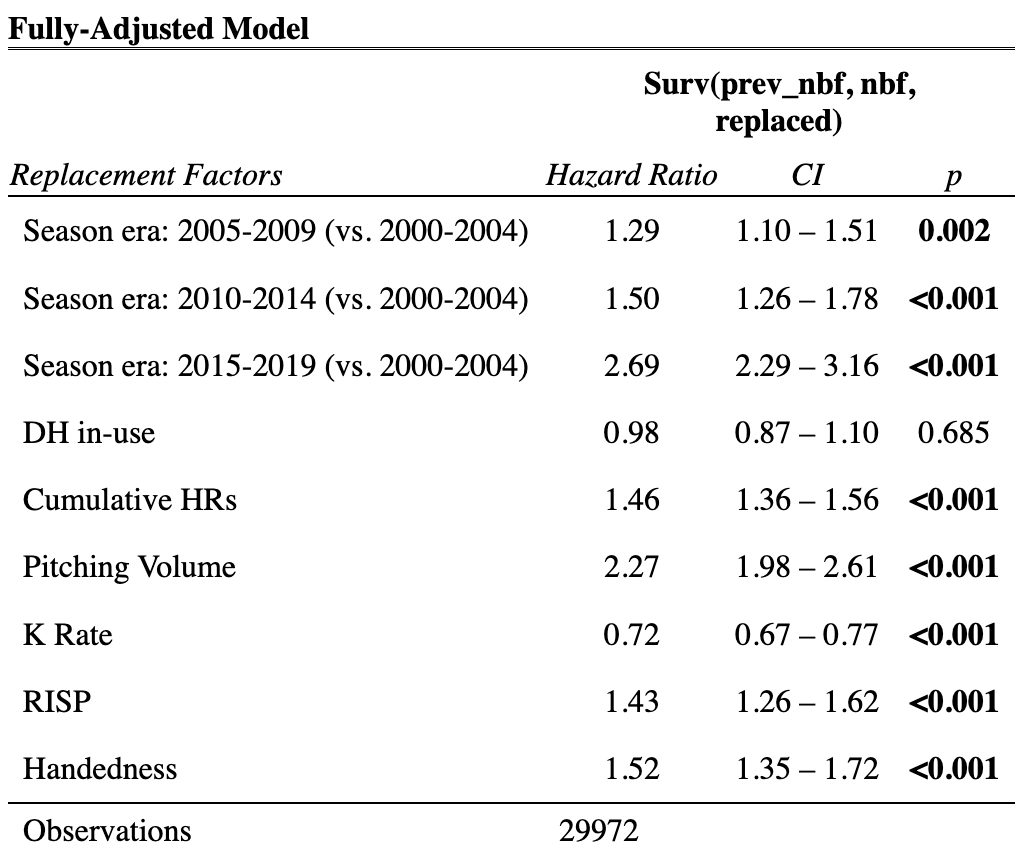 Fully-Adjusted Model
Surv(prev_nbf, nbf,
replaced)
Replacement Factors Hazard Ratio CI p
Season era: 2005-2009 (vs. 2000-2004) 1.29 1.10 – 1.51 0.002
Season era: 2010-2014 (vs. 2000-2004) 1.50 1.26 – 1.78 <0.001
Season era: 2015-2019 (vs. 2000-2004) 2.69 2.29 – 3.16 <0.001
DH in-use 0.98 0.87 – 1.10 0.685
Cumulative HRs 1.46 1.36 – 1.56 <0.001
Pitching Volume 2.27 1.98 – 2.61 <0.001
K Rate 0.72 0.67 – 0.77 <0.001
RISP 1.43 1.26 – 1.62 <0.001
Handedness 1.52 1.35 – 1.72 <0.001
Observations 29972